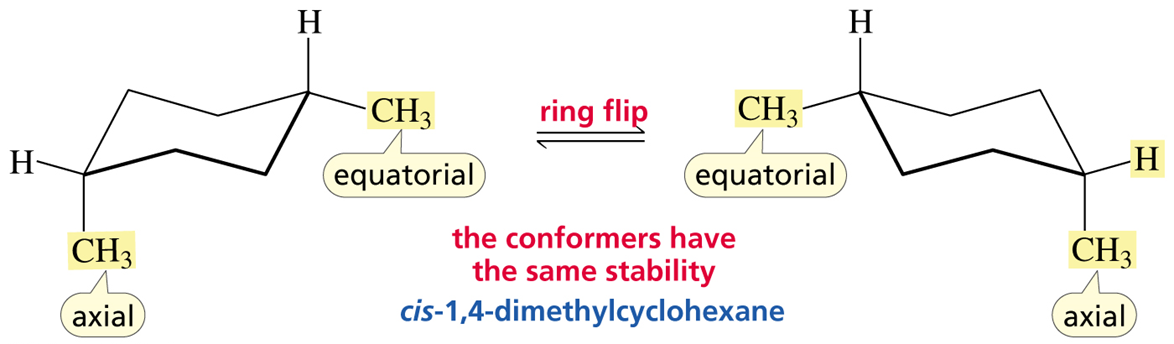 H
H
CH₃
ring flip
CH₃
H
equatorial
equatorial
H
the conformers have
CH₃
the same stability
CH₃
axial
cis-1,4-dimethylcyclohexane
axial